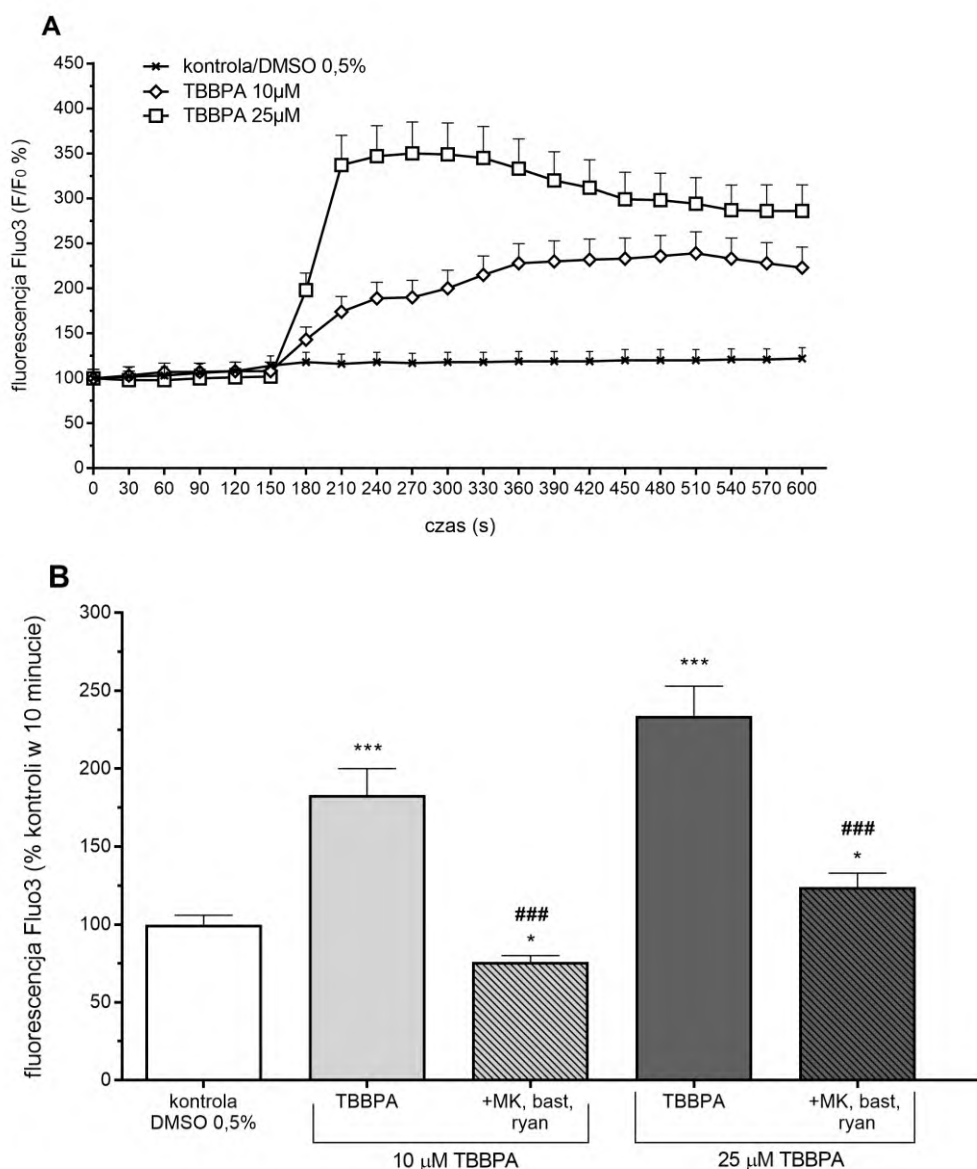 A
kontrola/DMSO 0,5%
TBBPA 10µM
TBBPA 25µM
fluorescencja Fluo3 (F/F0 %)
450
400
350
300
250
200
150
100
50
0
0 30 60 90 120 150 180 210 240 270 300 330 360 390 420 450 480 510 540 570 600
czas (s)
B
fluorescencja Fluo3 (% kontroli w 10 minucie)
300
250
200
150
100
50
0
***
###
*
***
###
*
kontrola
DMSO 0,5%
TBBPA
+MK, bast,
ryan
TBBPA
+MK, bast,
ryan
10 µM TBBPA
25 µM TBBPA